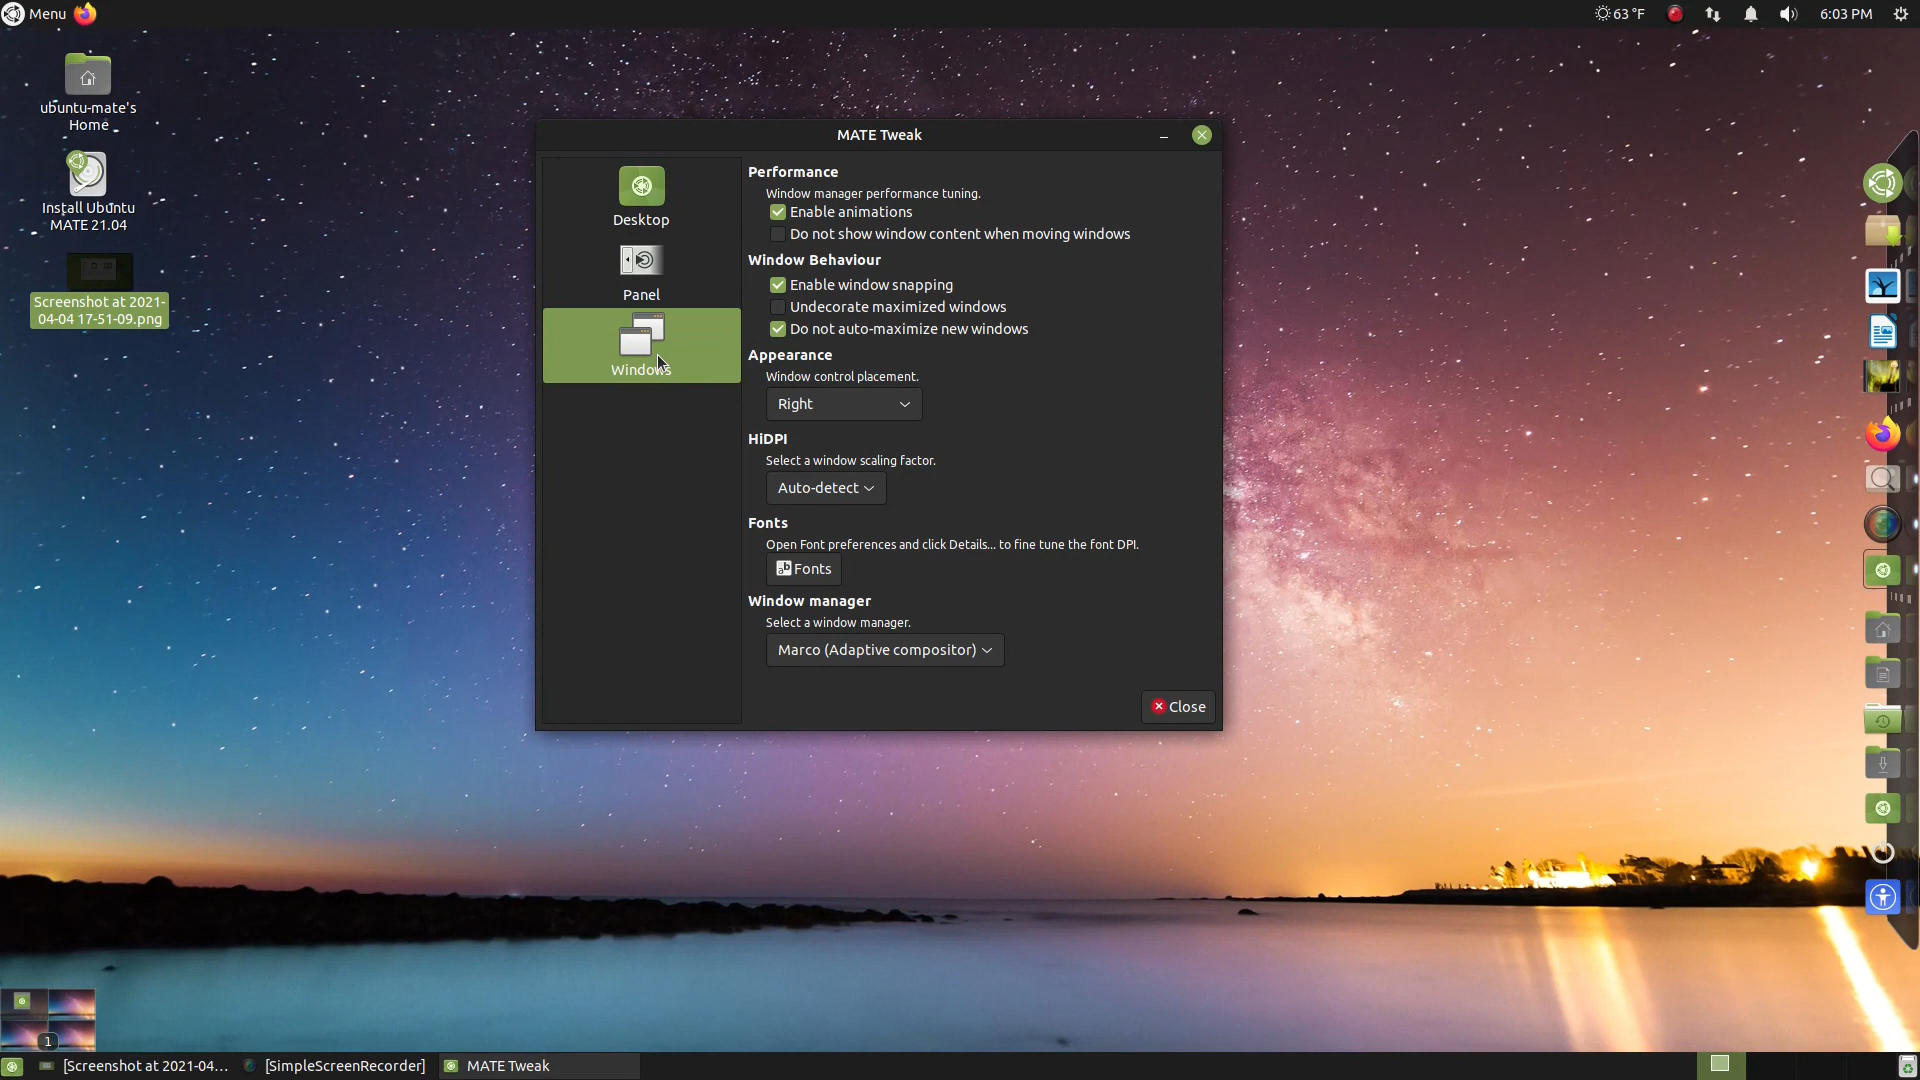 Menu
63 °F
6:03 PM
ubuntu-mate's
Home
Install Ubuntu
MATE 21.04
Screenshot at 2021-
04-04 17-51-09.png
MATE Tweak
Desktop
Panel
Windows
Performance
Window manager performance tuning.
Enable animations
Do not show window content when moving windows
Window Behaviour
Enable window snapping
Undecorate maximized windows
Do not auto-maximize new windows
Appearance
Window control placement.
Right
HiDPI
Select a window scaling factor.
Auto-detect
Fonts
Open Font preferences and click Details... to fine tune the font DPI.
ab Fonts
Window manager
Select a window manager.
Marco (Adaptive compositor)
Close
1
[Screenshot at 2021-04...
[SimpleScreenRecorder]
MATE Tweak